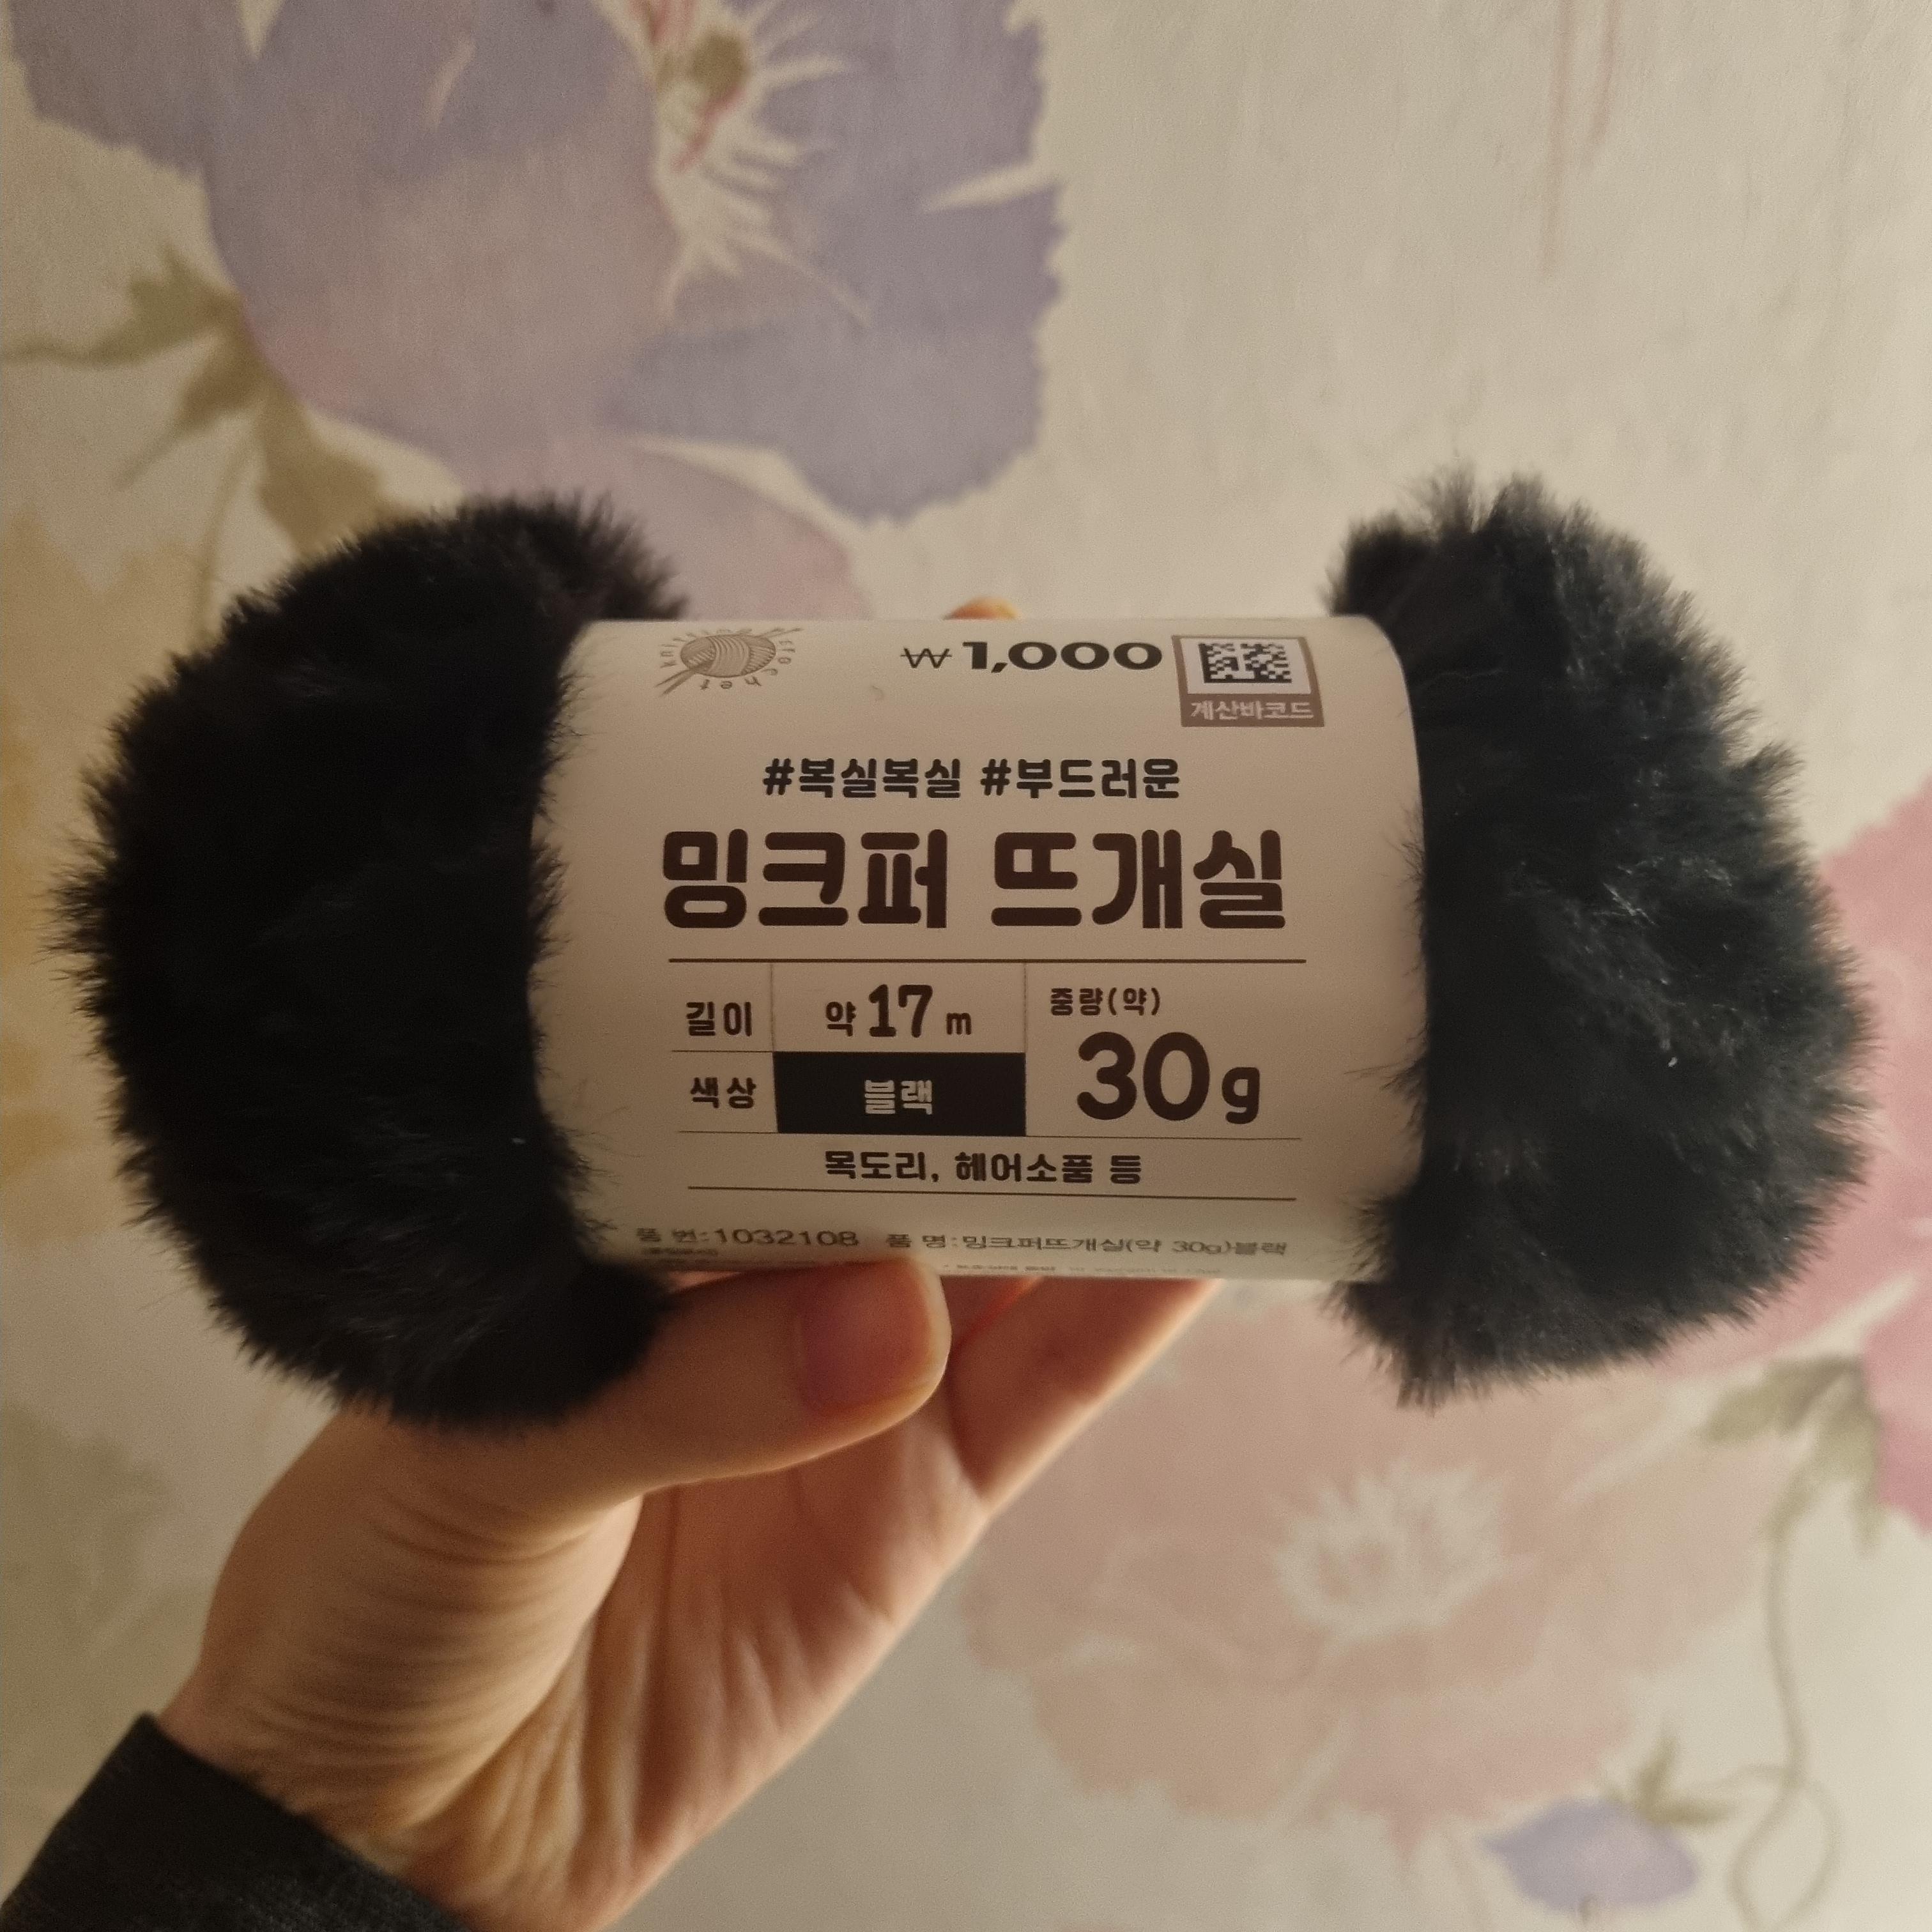 knitting crochet
₩1,000
계산바코드
#복실복실 #부드러운
밍크퍼 뜨개실
길이 약 17 m
중량(약)
30g
색상 블랙
목도리, 헤어소품 등
품 번:1032108 품 명:밍크퍼뜨개실(약 30g)블랙